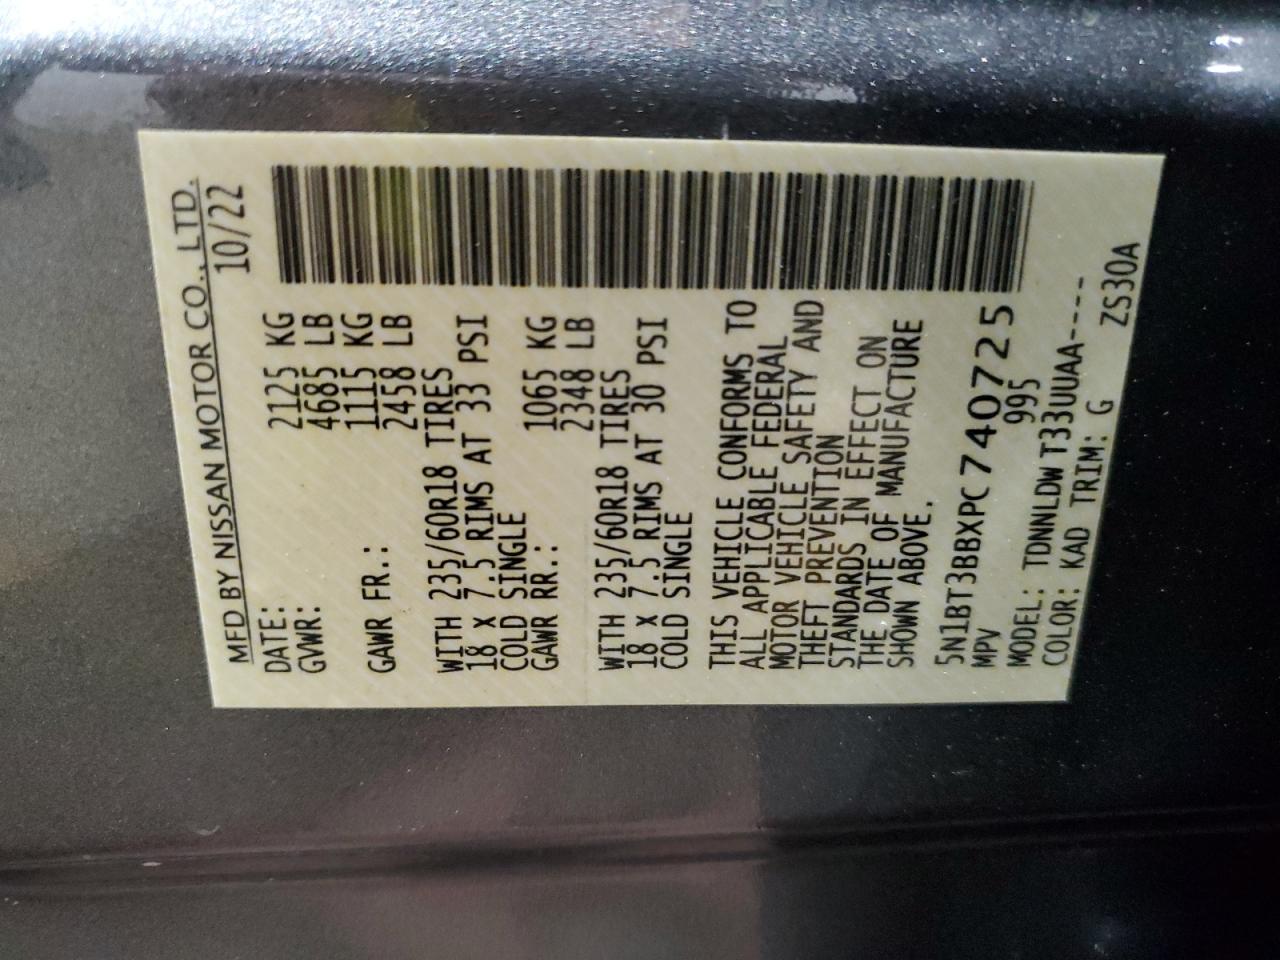 MFD BY NISSAN MOTOR CO., LTD.
DATE: 10/22
GVWR: 2125 KG
4685 LB
GAWR FR.: 1115 KG
2458 LB
WITH 235/60R18 TIRES
18 x 7.5 RIMS AT 33 PSI
COLD SINGLE
GAWR RR.: 1065 KG
2348 LB
WITH 235/60R18 TIRES
18 x 7.5 RIMS AT 30 PSI
COLD SINGLE
THIS VEHICLE CONFORMS TO
ALL APPLICABLE FEDERAL
MOTOR VEHICLE SAFETY AND
THEFT PREVENTION
STANDARDS IN EFFECT ON
THE DATE OF MANUFACTURE
SHOWN ABOVE.
5N1BT3BBXPC740725
MPV 995
MODEL: TDNNLDW T33UUAA----
COLOR: KAD TRIM: G ZS30A